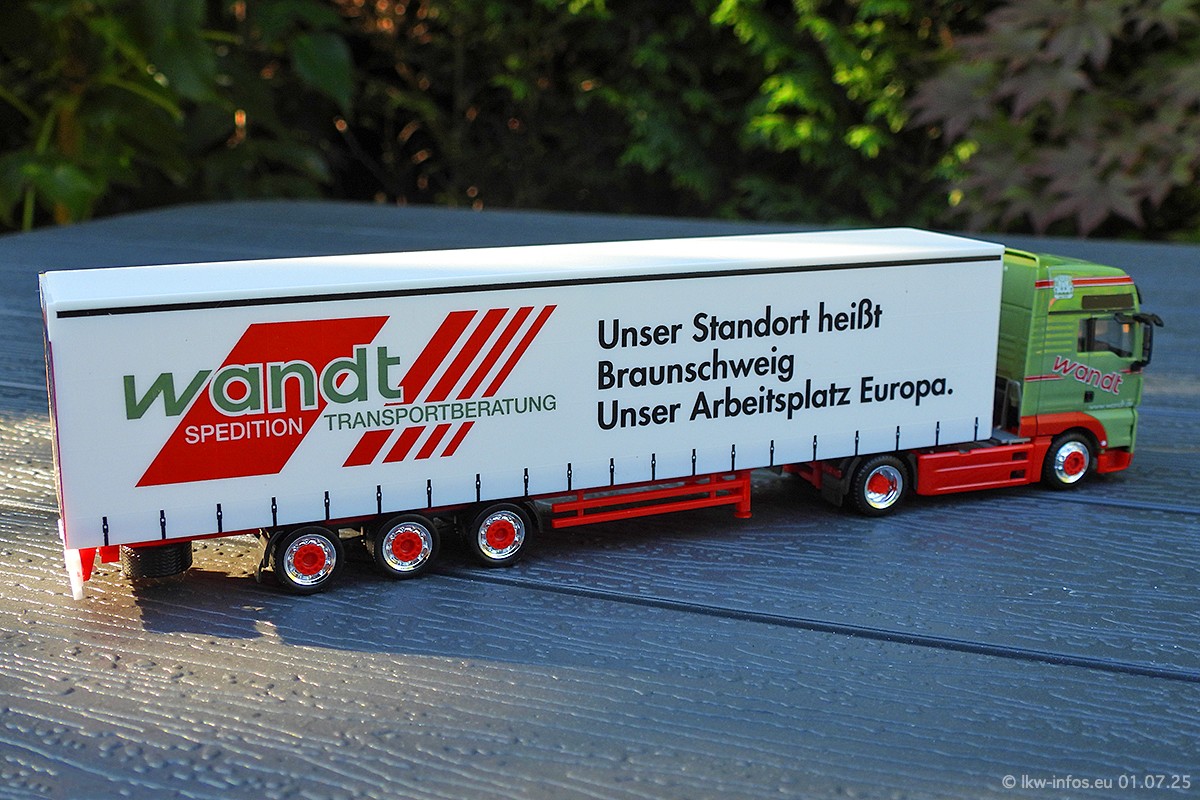 wandt
SPEDITION
TRANSPORTBERATUNG
Unser Standort heißt
Braunschweig
Unser Arbeitsplatz Europa.
wandt
© lkw-infos.eu 01.07.25